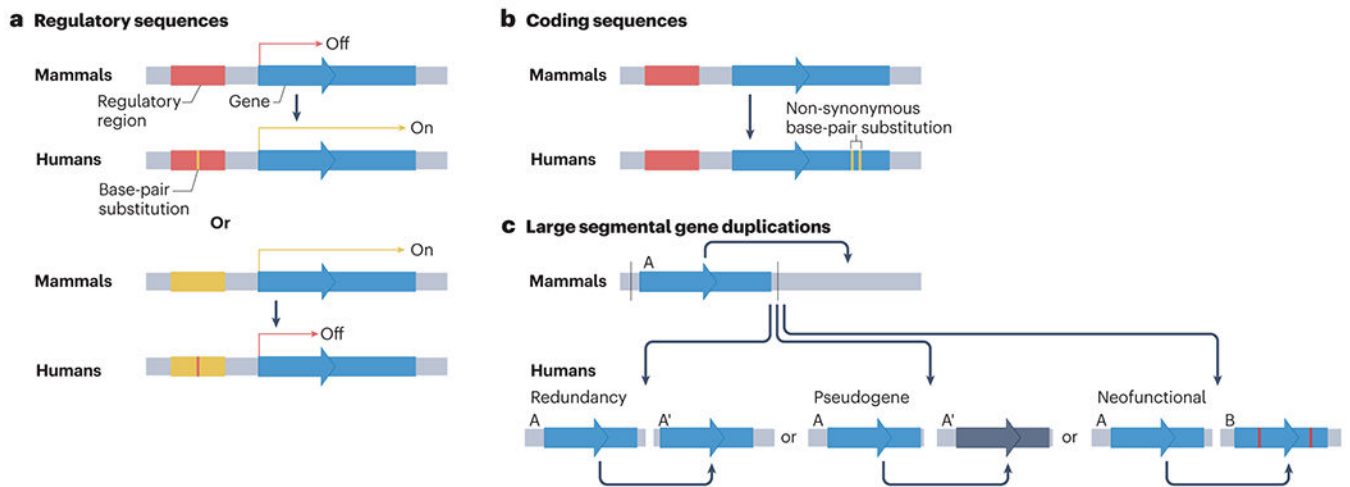 a Regulatory sequences
Off
Mammals
Regulatory
region
Gene
On
Humans
Base-pair
substitution
Or
On
Mammals
Off
Humans
b Coding sequences
Mammals
Non-synonymous
base-pair substitution
Humans
c Large segmental gene duplications
A
Mammals
Humans
Redundancy
Pseudogene
Neofunctional
A A' or A A' or A B